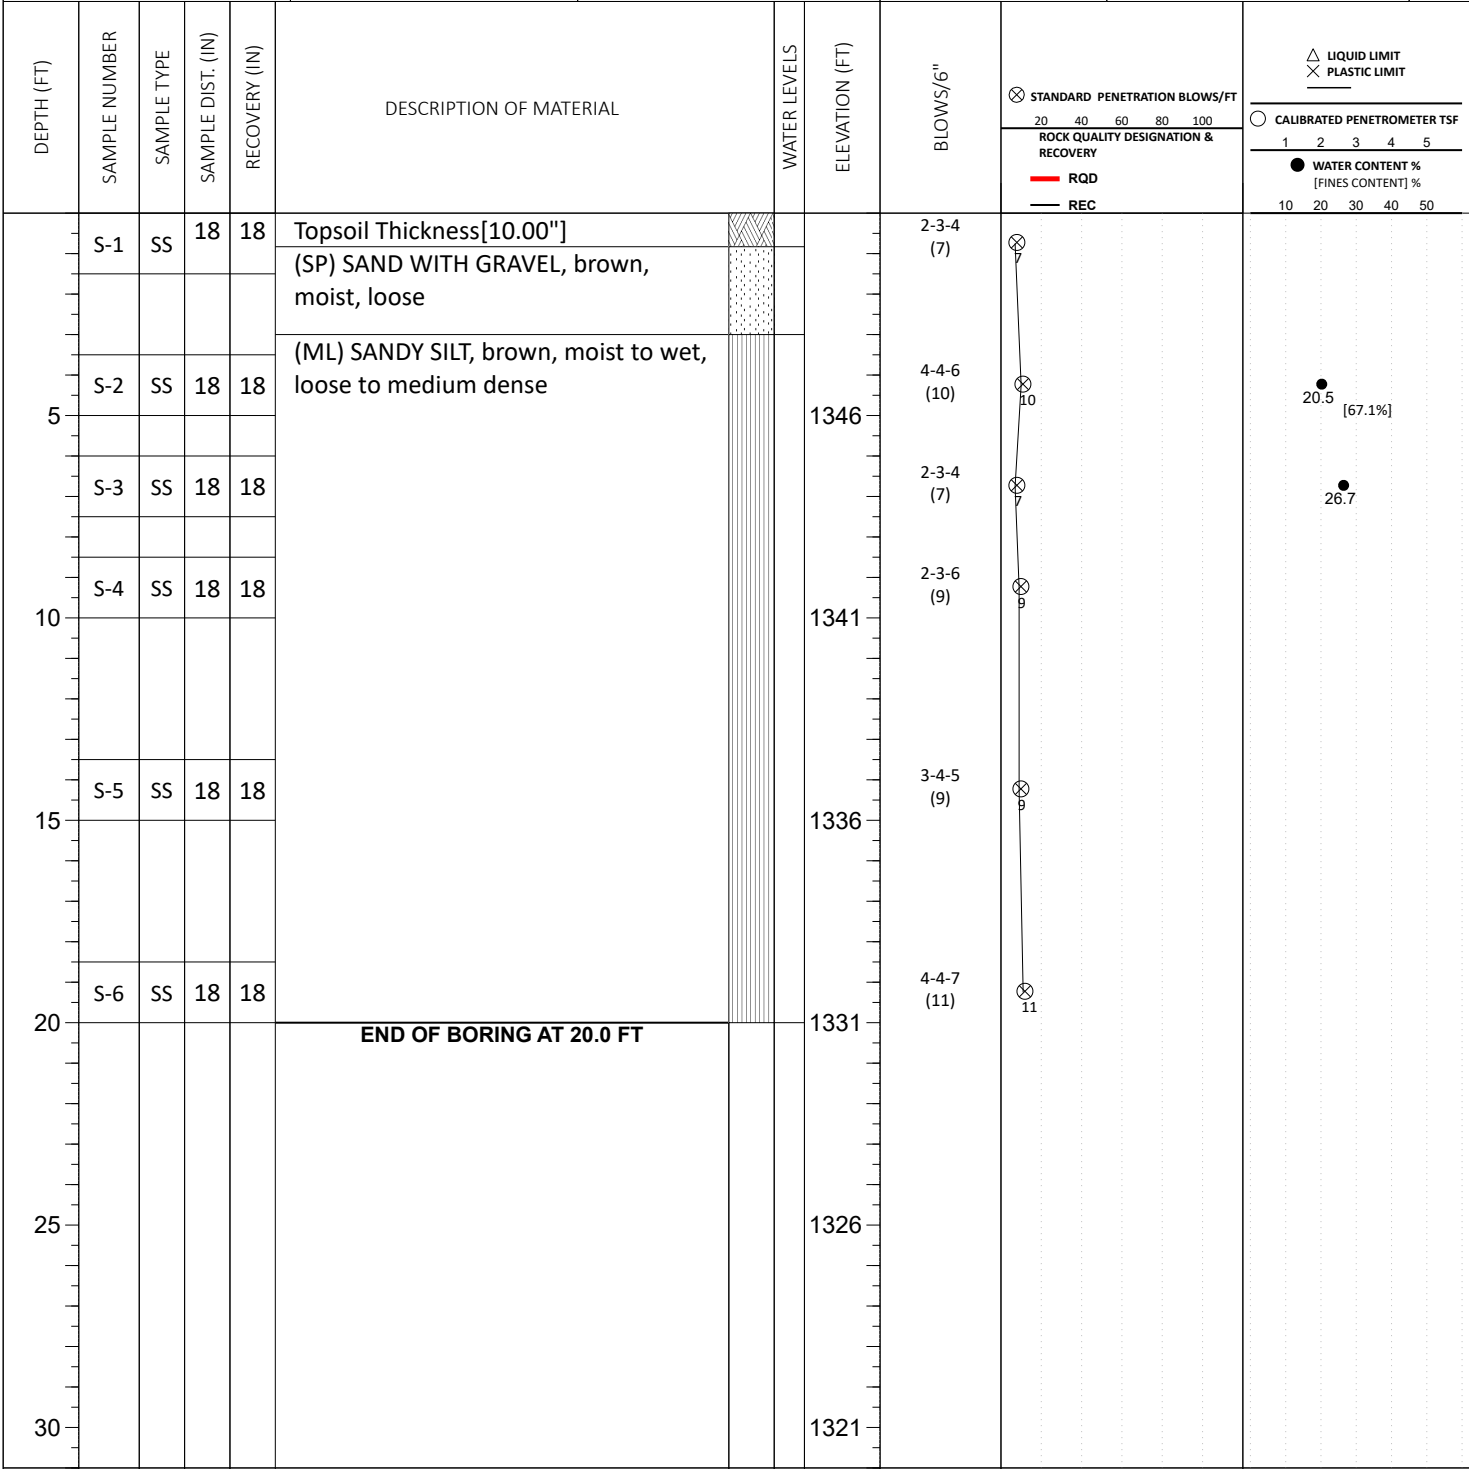 DEPTH (FT)
SAMPLE NUMBER
SAMPLE TYPE
SAMPLE DIST. (IN)
RECOVERY (IN)
DESCRIPTION OF MATERIAL
WATER LEVELS
ELEVATION (FT)
BLOWS/6"
STANDARD PENETRATION BLOWS/FT
20 40 60 80 100
ROCK QUALITY DESIGNATION &
RECOVERY
RQD
REC
LIQUID LIMIT
PLASTIC LIMIT
CALIBRATED PENETROMETER TSF
1 2 3 4 5
WATER CONTENT %
[FINES CONTENT] %
10 20 30 40 50
S-1 SS 18 18 Topsoil Thickness[10.00"] 2-3-4
(7)
7
(SP) SAND WITH GRAVEL, brown,
moist, loose
(ML) SANDY SILT, brown, moist to wet,
loose to medium dense
S-2 SS 18 18 4-4-6
(10)
10
20.5
[67.1%]
5 1346
S-3 SS 18 18 2-3-4
(7)
7
26.7
S-4 SS 18 18 2-3-6
(9)
9
10 1341
S-5 SS 18 18 3-4-5
(9)
9
15 1336
S-6 SS 18 18 4-4-7
(11)
11
20 1331
END OF BORING AT 20.0 FT
25 1326
30 1321